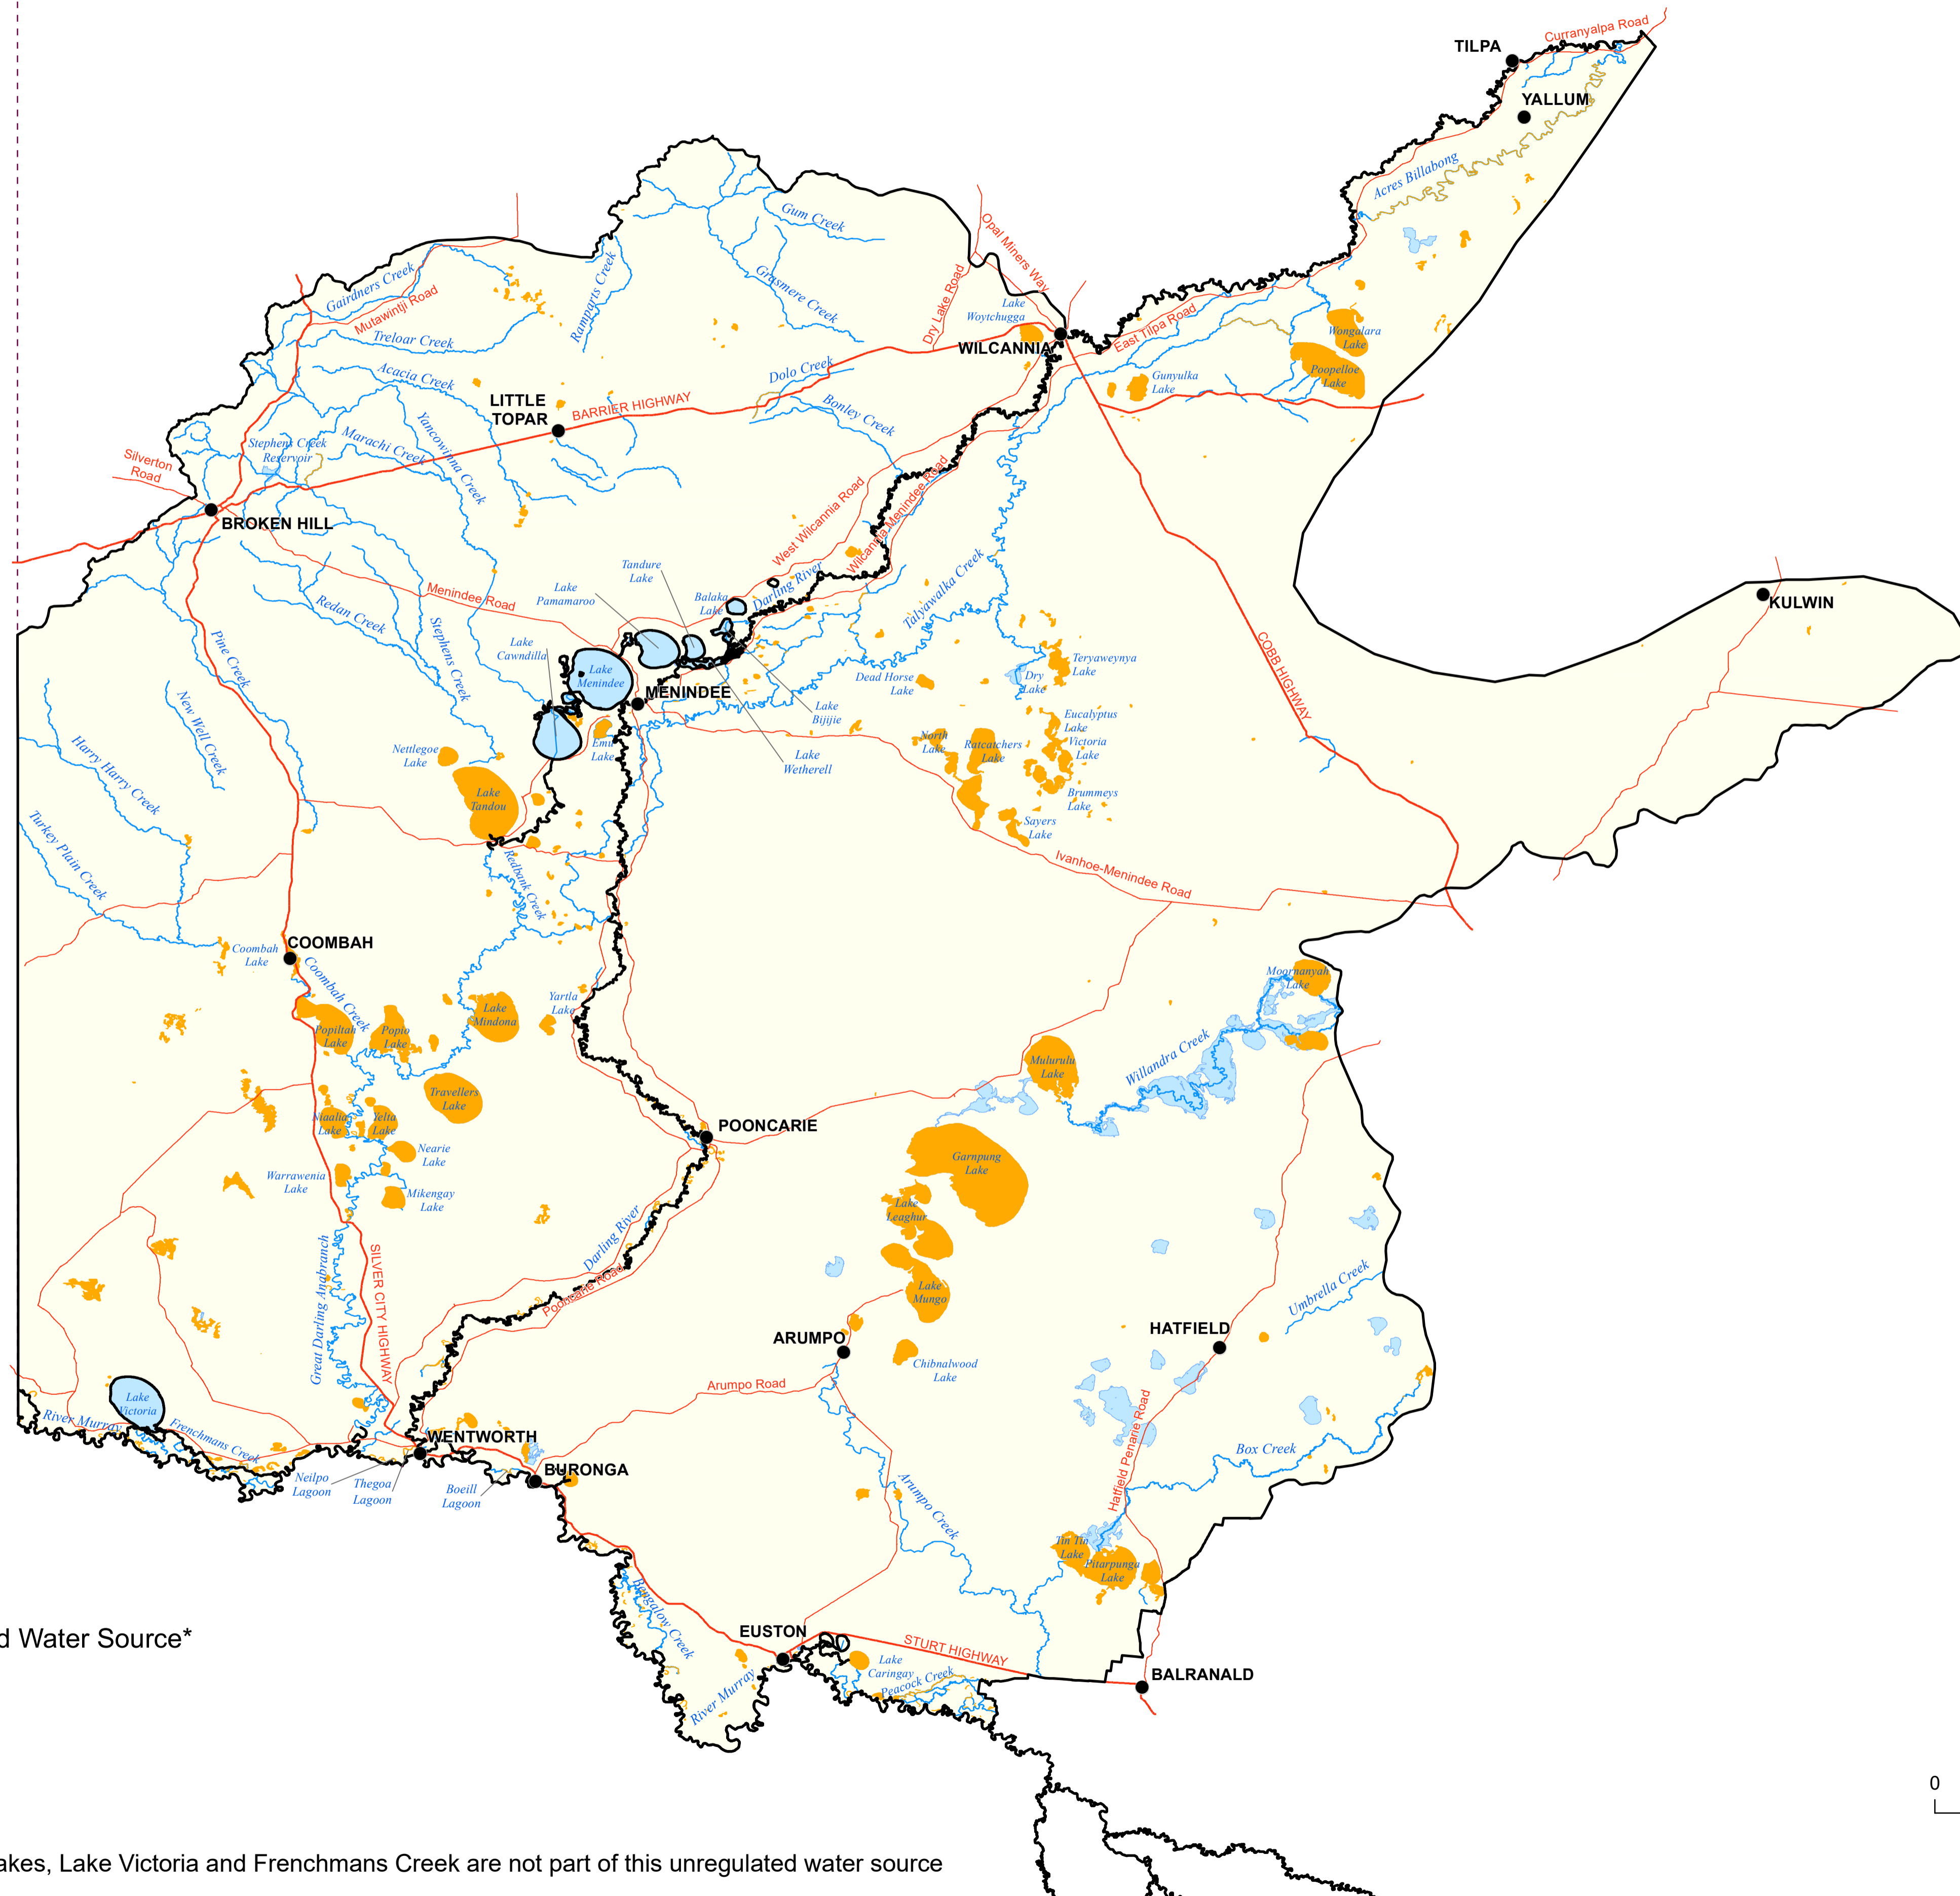 Curranyalpa Road
TILPA
YALLUM
Acres Billabong
Gum Creek
Opal Miners Way
Grasmere Creek
Ramparts Creek
Gairdners Creek
Mutawintji Road
Dry Lake Road
Lake
Woytchugga
WILCANNIA
East Tilpa Road
Wongalara
Lake
Poopelloe
Lake
Gunyulka
Lake
Treloar Creek
Acacia Creek
Dolo Creek
LITTLE
TOPAR
BARRIER HIGHWAY
Bonley Creek
Yancowinna Creek
Marachi Creek
Stephens Creek
Reservoir
Silverton
Road
BROKEN HILL
West Wilcannia Road
Wilcannia Menindee Road
Talyawalka Creek
Tandure
Lake
Lake
Pamamaroo
Balaka
Lake
Darling River
Menindee Road
Redan Creek
Stephens Creek
Pine Creek
Lake
Cawndilla
Lake
Menindee
MENINDEE
KULWIN
COBB HIGHWAY
Teryaweynya
Lake
Dry
Lake
Dead Horse
Lake
Lake
Bijijie
Eucalyptus
Lake
Victoria
Lake
North
Lake
Ratcatchers
Lake
Lake
Wetherell
Brummeys
Lake
Sayers
Lake
Emu
Lake
Nettlegoe
Lake
Lake
Tandou
New Well Creek
Harry Harry Creek
Turkey Plain Creek
Redbank Creek
Ivanhoe-Menindee Road
COOMBAH
Coombah
Lake
Coombah Creek
Popiltah
Lake
Popio
Lake
Lake
Mindona
Yartla
Lake
Moornanyah
Lake
Willandra Creek
Mulurulu
Lake
Travellers
Lake
Nialia
Lake
Yelta
Lake
Nearie
Lake
POONCARIE
Warrawenia
Lake
Mikengay
Lake
Garnpung
Lake
Lake
Leaghur
Darling River
Pooncarie Road
Great Darling Anabranch
SILVER CITY HIGHWAY
Lake
Mungo
Umbrella Creek
HATFIELD
ARUMPO
Chibnalwood
Lake
Arumpo Road
Hatfield Penarie Road
Lake
Victoria
River Murray
Frenchmans Creek
WENTWORTH
BURONGA
Neilpo
Lagoon
Thegoa
Lagoon
Boeill
Lagoon
Box Creek
Arumpo Creek
Tin Tin
Lake
Pitarpunga
Lake
Bengalow Creek
EUSTON
STURT HIGHWAY
Lake
Caringay
Peacock Creek
River Murray
BALRANALD
d Water Source*
0
akes, Lake Victoria and Frenchmans Creek are not part of this unregulated water source